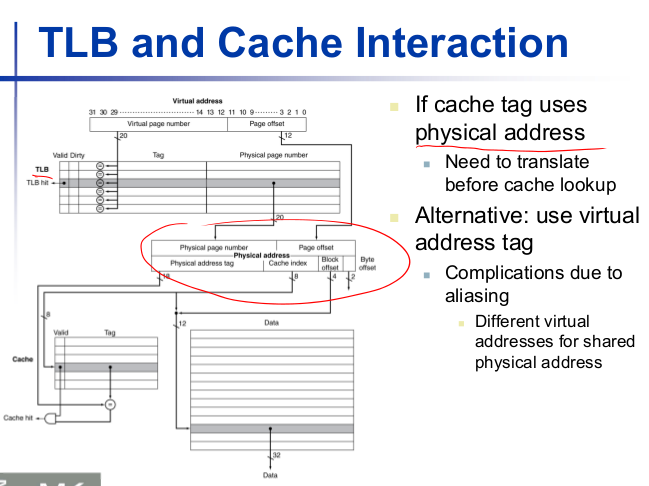 TLB and Cache Interaction
Virtual address
31 30 29 ···························· 14 13 12 11 10 9 ········· 3 2 1 0
Virtual page number Page offset
20 12
Valid Dirty Tag Physical page number
TLB
TLB hit
=
=
=
=
=
=
20
Physical page number Page offset
Physical address
Physical address tag Cache index Block offset Byte offset
18 8 4 2
8
12 Data
Valid Tag
Cache
=
Cache hit
32
Data
If cache tag uses
physical address
Need to translate
before cache lookup
Alternative: use virtual
address tag
Complications due to
aliasing
Different virtual
addresses for shared
physical address